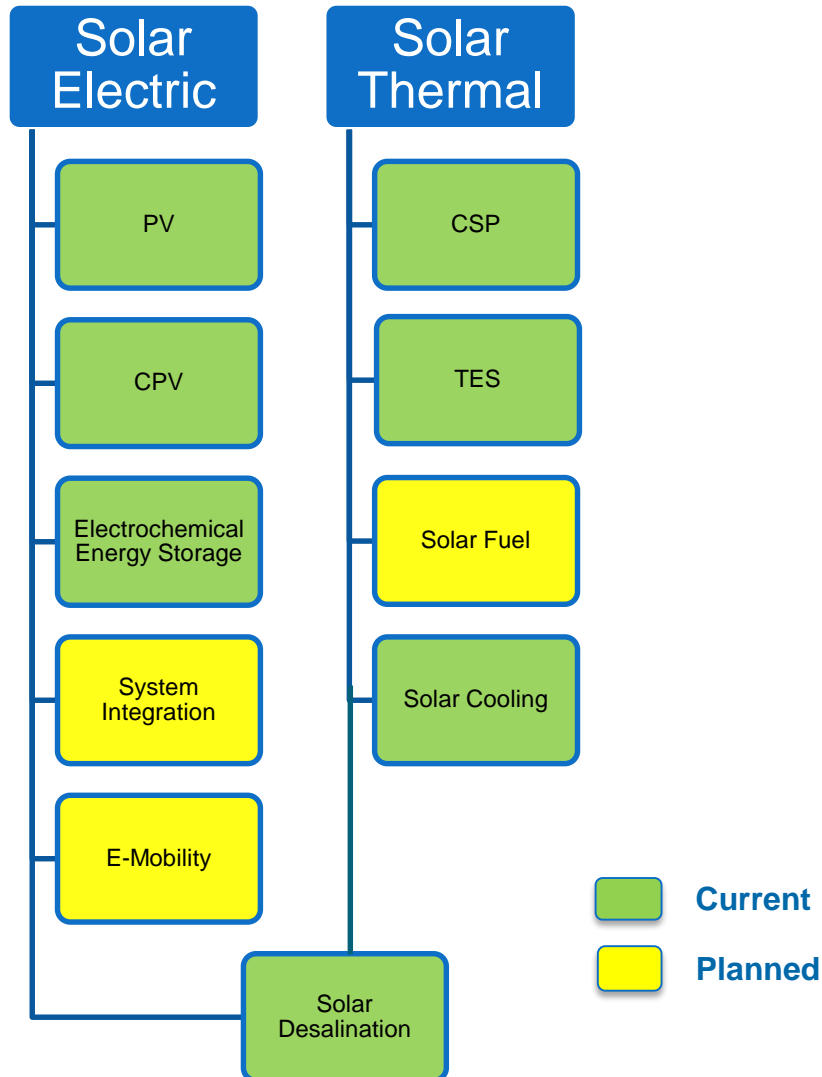 Solar
Electric
PV
CPV
Electrochemical
Energy Storage
System
Integration
E-Mobility
Solar
Thermal
CSP
TES
Solar Fuel
Solar Cooling
Solar
Desalination
Current
Planned